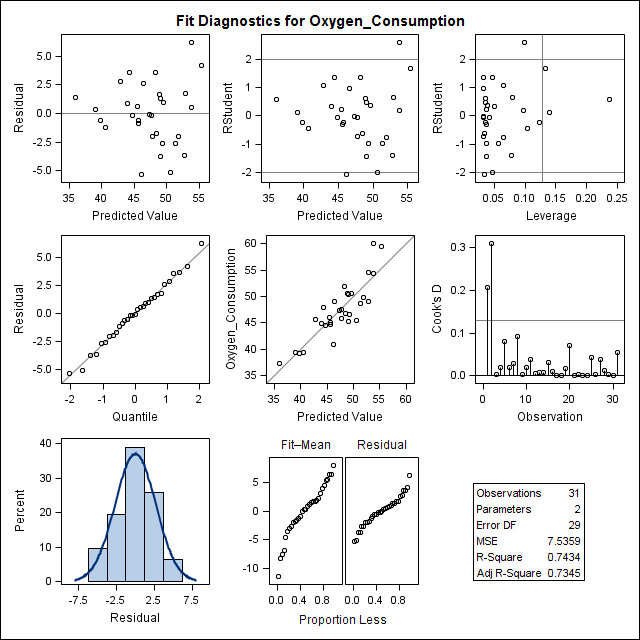 Fit Diagnostics for Oxygen_Consumption
5.0
2.5
0.0
-2.5
-5.0
Residual
35 40 45 50 55
Predicted Value
2
1
0
-1
-2
RStudent
35 40 45 50 55
Predicted Value
2
1
0
-1
-2
RStudent
0.05 0.10 0.15 0.20 0.25
Leverage
5.0
2.5
0.0
-2.5
-5.0
Residual
-2 -1 0 1 2
Quantile
60
55
50
45
40
35
Oxygen_Consumption
35 40 45 50 55 60
Predicted Value
0.3
0.2
0.1
0.0
Cook's D
0 10 20 30
Observation
40
30
20
10
0
Percent
-7.5 -2.5 2.5 7.5
Residual
Fit–Mean Residual
5
0
-5
-10
0.0 0.4 0.8 0.0 0.4 0.8
Proportion Less
Observations 31
Parameters 2
Error DF 29
MSE 7.5359
R-Square 0.7434
Adj R-Square 0.7345